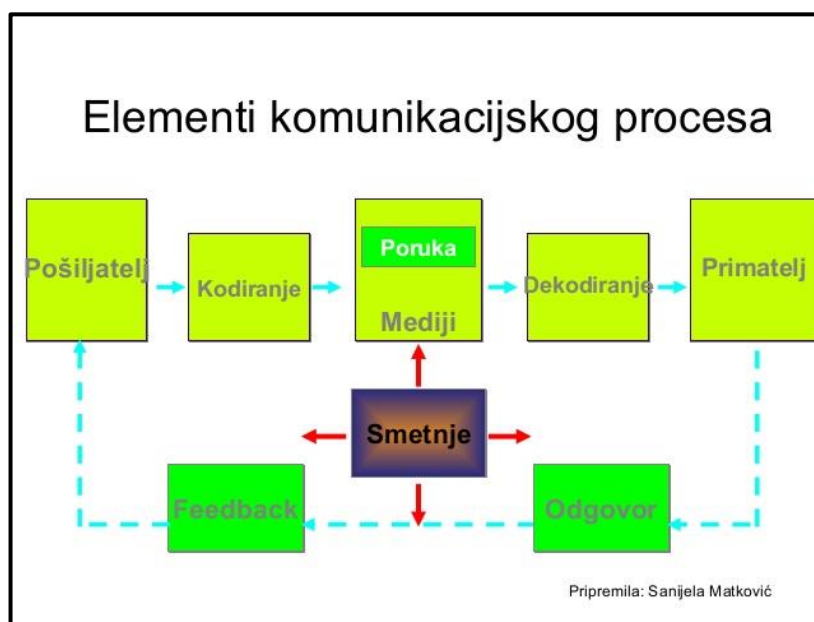 Elementi komunikacijskog procesa
Pošiljatelj
Kodiranje
Poruka
Mediji
Dekodiranje
Primatelj
Smetnje
Feedback
Odgovor
Pripremila: Sanijela Matković